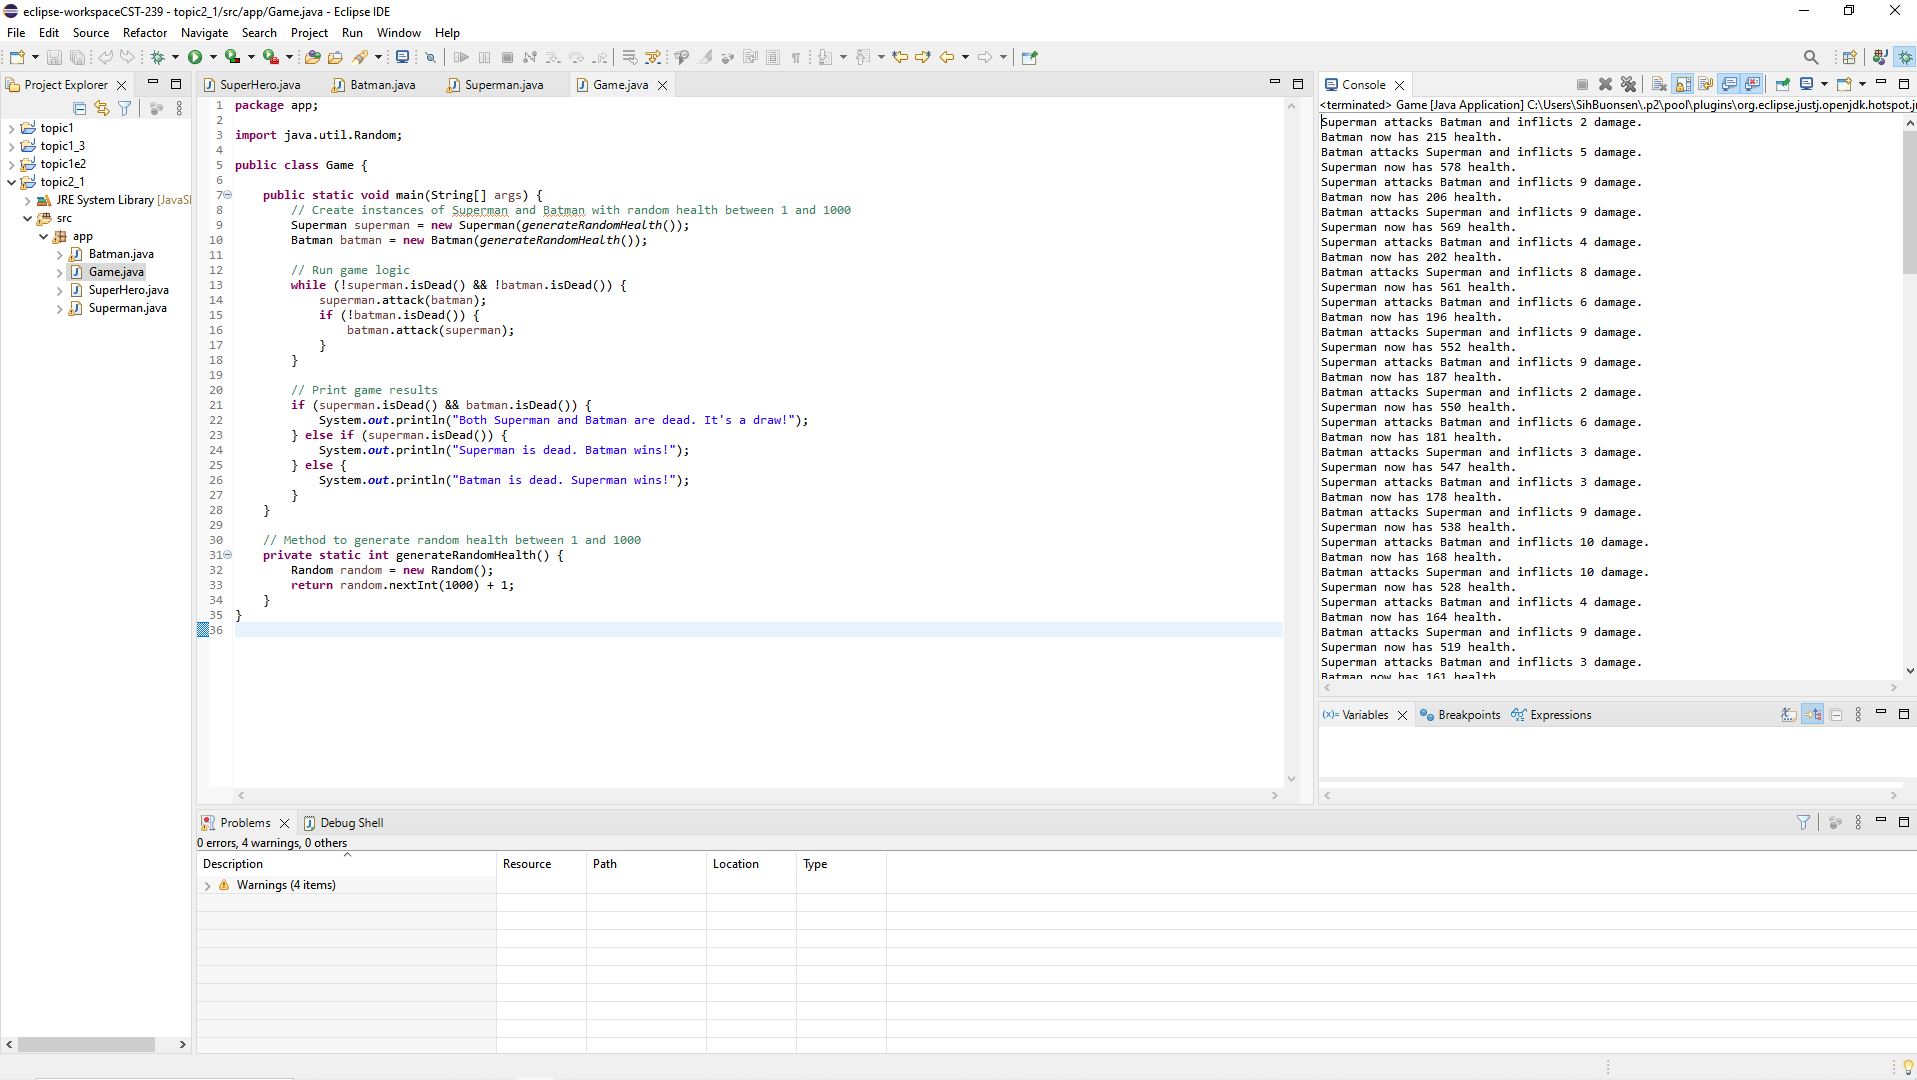 eclipse-workspaceCST-239 - topic2_1/src/app/Game.java - Eclipse IDE
File Edit Source Refactor Navigate Search Project Run Window Help
Project Explorer
topic1
topic1_3
topic1e2
topic2_1
JRE System Library [JavaSI
src
app
Batman.java
Game.java
SuperHero.java
Superman.java
SuperHero.java Batman.java Superman.java Game.java
1 package app;
2
3 import java.util.Random;
4
5 public class Game {
6
7 public static void main(String[] args) {
8 // Create instances of Superman and Batman with random health between 1 and 1000
9 Superman superman = new Superman(generateRandomHealth());
10 Batman batman = new Batman(generateRandomHealth());
11
12 // Run game logic
13 while (!superman.isDead() && !batman.isDead()) {
14 superman.attack(batman);
15 if (!batman.isDead()) {
16 batman.attack(superman);
17 }
18 }
19
20 // Print game results
21 if (superman.isDead() && batman.isDead()) {
22 System.out.println("Both Superman and Batman are dead. It's a draw!");
23 } else if (superman.isDead()) {
24 System.out.println("Superman is dead. Batman wins!");
25 } else {
26 System.out.println("Batman is dead. Superman wins!");
27 }
28 }
29
30 // Method to generate random health between 1 and 1000
31 private static int generateRandomHealth() {
32 Random random = new Random();
33 return random.nextInt(1000) + 1;
34 }
35 }
36
Console
<terminated> Game [Java Application] C:\Users\SihBuonsen\.p2\pool\plugins\org.eclipse.justj.openjdk.hotspot.jr
Superman attacks Batman and inflicts 2 damage.
Batman now has 215 health.
Batman attacks Superman and inflicts 5 damage.
Superman now has 578 health.
Superman attacks Batman and inflicts 9 damage.
Batman now has 206 health.
Batman attacks Superman and inflicts 9 damage.
Superman now has 569 health.
Superman attacks Batman and inflicts 4 damage.
Batman now has 202 health.
Batman attacks Superman and inflicts 8 damage.
Superman now has 561 health.
Superman attacks Batman and inflicts 6 damage.
Batman now has 196 health.
Batman attacks Superman and inflicts 9 damage.
Superman now has 552 health.
Superman attacks Batman and inflicts 9 damage.
Batman now has 187 health.
Batman attacks Superman and inflicts 2 damage.
Superman now has 550 health.
Superman attacks Batman and inflicts 6 damage.
Batman now has 181 health.
Batman attacks Superman and inflicts 3 damage.
Superman now has 547 health.
Superman attacks Batman and inflicts 3 damage.
Batman now has 178 health.
Batman attacks Superman and inflicts 9 damage.
Superman now has 538 health.
Superman attacks Batman and inflicts 10 damage.
Batman now has 168 health.
Batman attacks Superman and inflicts 10 damage.
Superman now has 528 health.
Superman attacks Batman and inflicts 4 damage.
Batman now has 164 health.
Batman attacks Superman and inflicts 9 damage.
Superman now has 519 health.
Superman attacks Batman and inflicts 3 damage.
Batman now has 161 health
(x)= Variables Breakpoints Expressions
Problems Debug Shell
0 errors, 4 warnings, 0 others
Description Resource Path Location Type
Warnings (4 items)